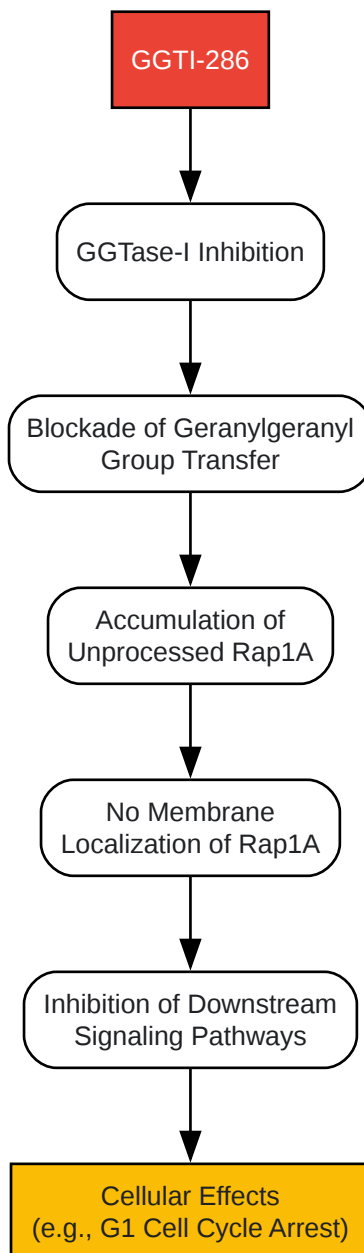 GGTI-286
GGTase-I Inhibition
Blockade of Geranylgeranyl
Group Transfer
Accumulation of
Unprocessed Rap1A
No Membrane
Localization of Rap1A
Inhibition of Downstream
Signaling Pathways
Cellular Effects
(e.g., G1 Cell Cycle Arrest)